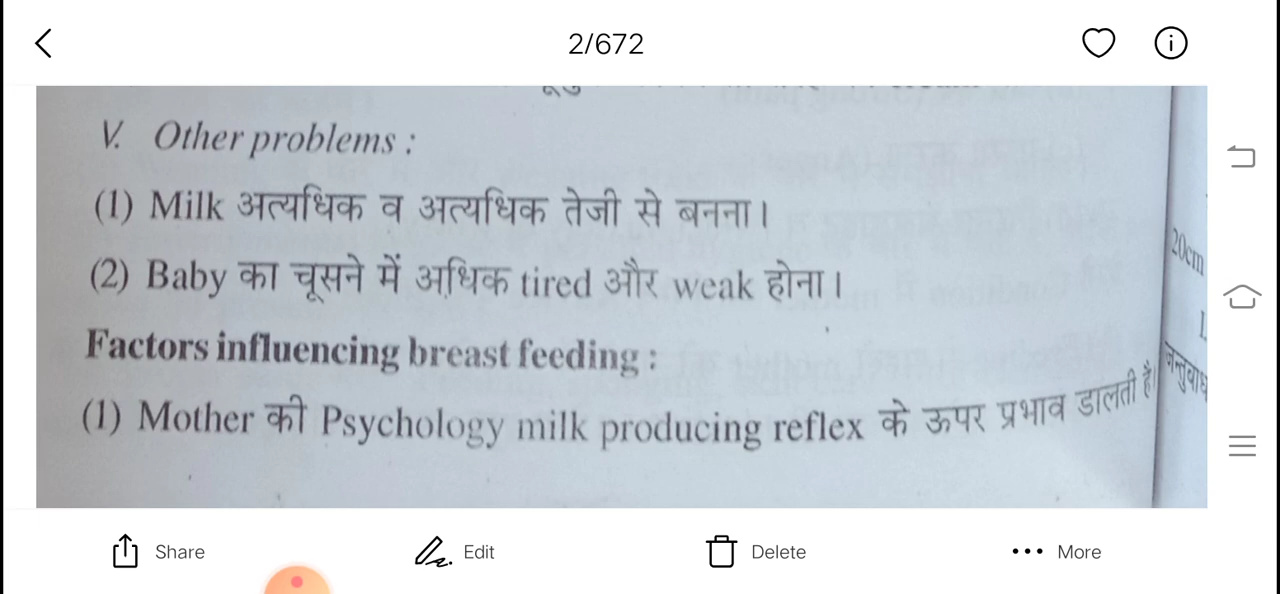 2/672
V. Other problems :
(1) Milk अत्यधिक व अत्यधिक तेजी से बनना।
(2) Baby का चूसने में अधिक tired और weak होना।
Factors influencing breast feeding :
(1) Mother की Psychology milk producing reflex के ऊपर प्रभाव डालती है।
20cm
Share Edit Delete More